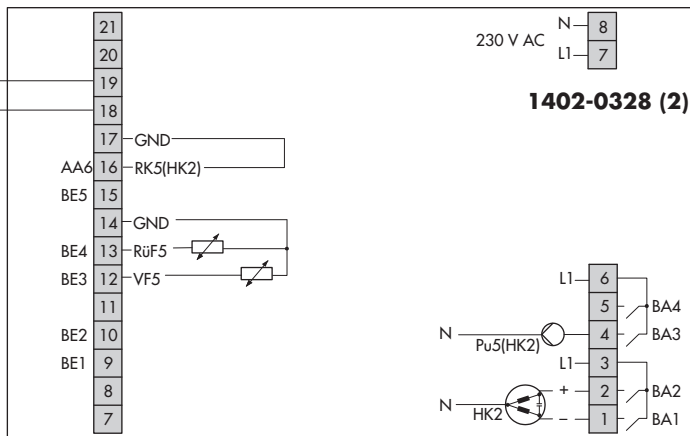 21
20
19
18
17 GND
AA6 16 RK5(HK2)
BE5 15
14 GND
BE4 13 RüF5
BE3 12 VF5
11
BE2 10
BE1 9
8
7
N 8
230 V AC
L1 7
1402-0328 (2)
L1 6
5 BA4
N Pu5(HK2) 4 BA3
L1 3
+ 2 BA2
N HK2 – 1 BA1